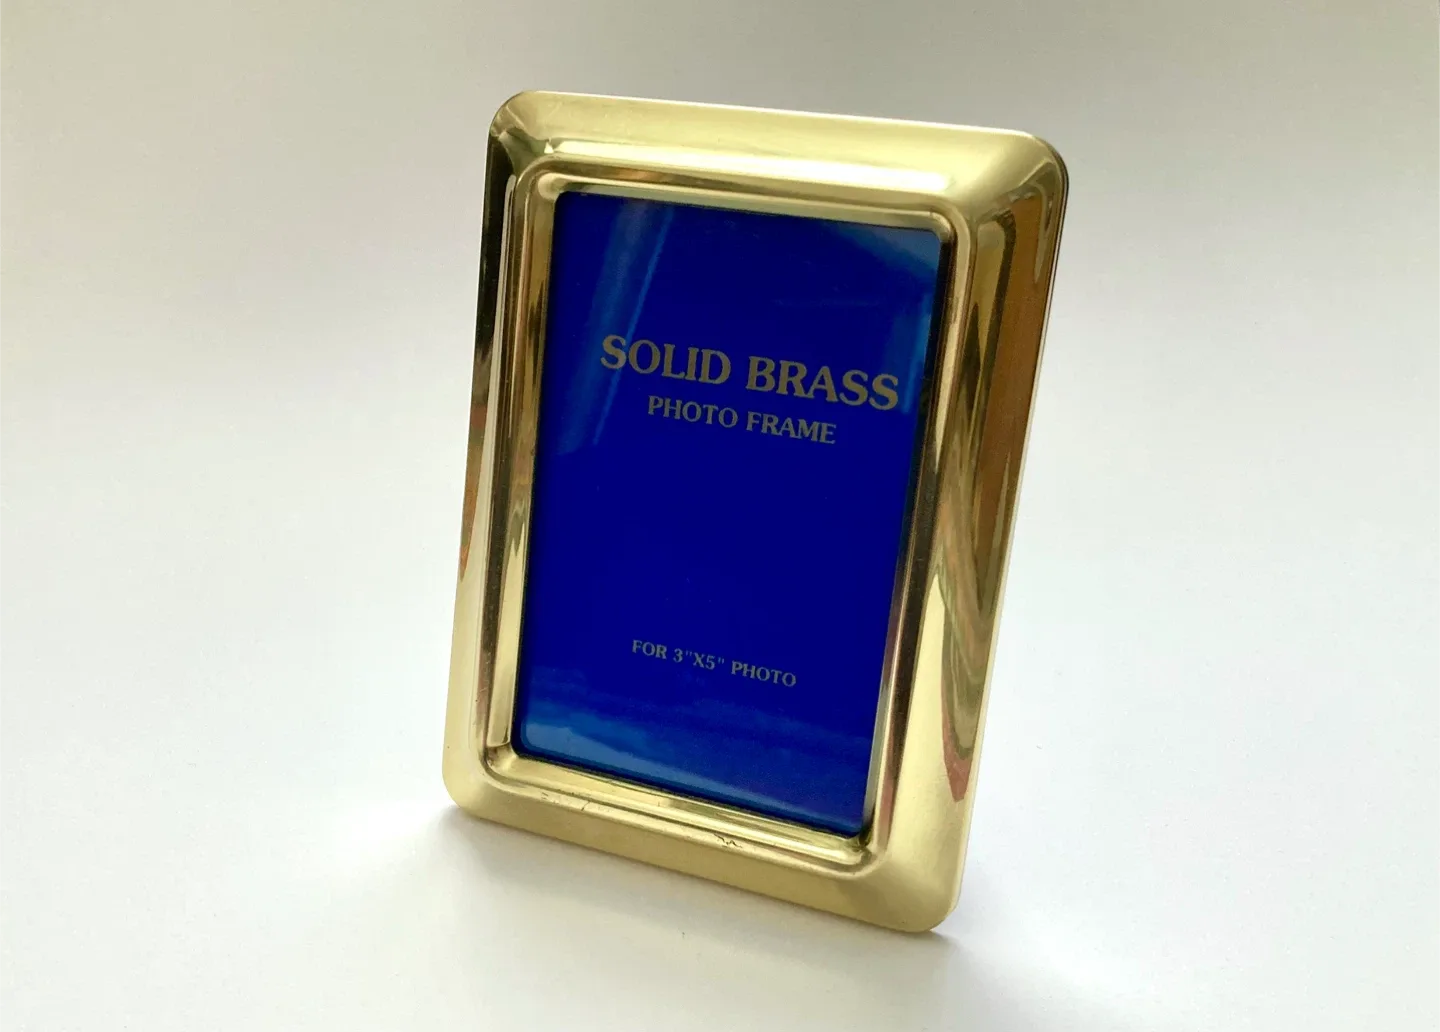 SOLID BRASS
PHOTO FRAME
FOR 3"X5" PHOTO